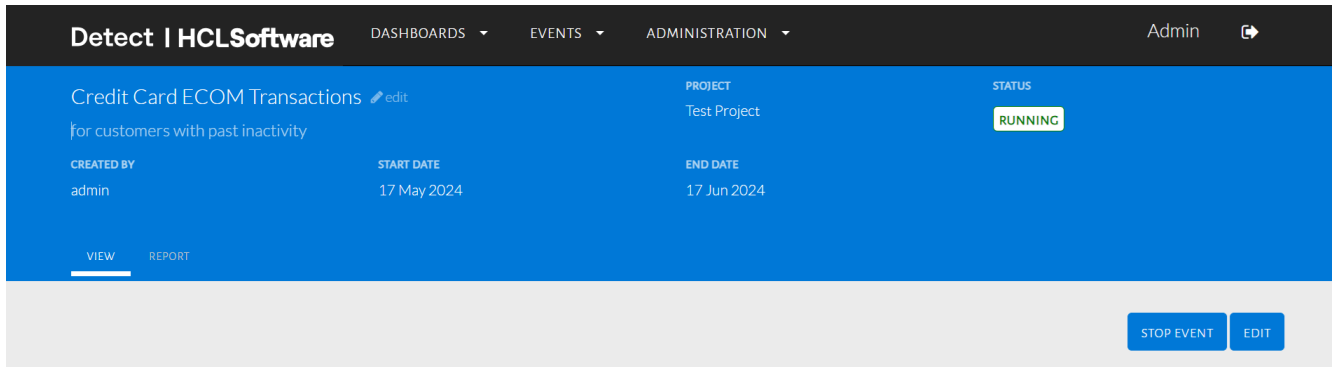 Detect | HCLSoftware DASHBOARDS EVENTS ADMINISTRATION Admin
Credit Card ECOM Transactions edit
for customers with past inactivity
PROJECT
Test Project
STATUS
RUNNING
CREATED BY
admin
START DATE
17 May 2024
END DATE
17 Jun 2024
VIEW REPORT
STOP EVENT EDIT